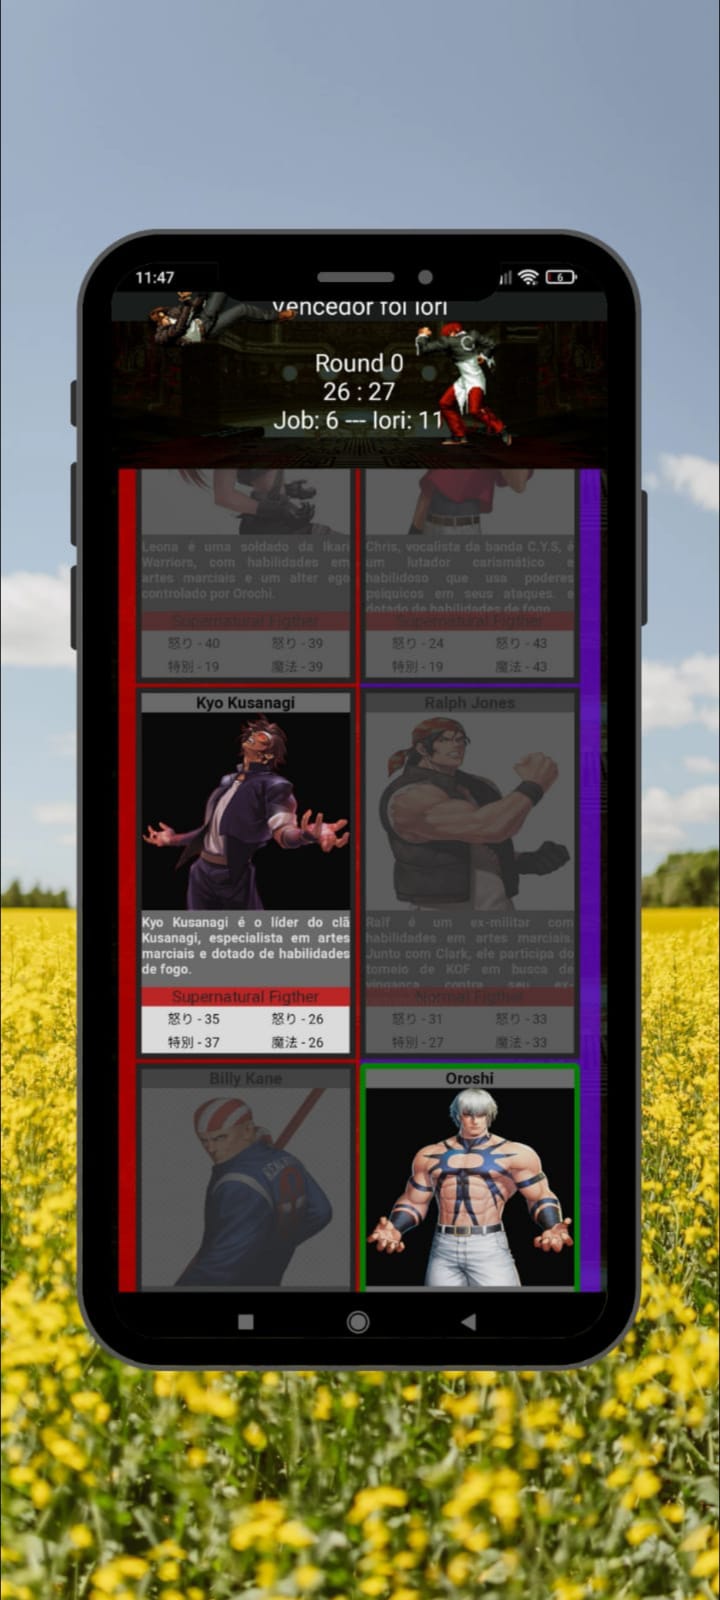 11:47
6
Vencedor foi Iori
Round 0
26 : 27
Job: 6 --- Iori: 11
Leona é uma soldado da Ikari
Warriors, com habilidades em
artes marciais e um alter ego
controlado por Orochi.
Supernatural Figther
怒り - 40 怒り - 39
特別 - 19 魔法 - 39
Chris, vocalista da banda C.Y.S, é
um lutador carismático e
habilidoso que usa poderes
psíquicos em seus ataques. e
dotado de habilidades de fogo
Supernatural Figther
怒り - 24 怒り - 43
特別 - 19 魔法 - 43
Kyo Kusanagi
Kyo Kusanagi é o líder do clã
Kusanagi, especialista em artes
marciais e dotado de habilidades
de fogo.
Supernatural Figther
怒り - 35 怒り - 26
特別 - 37 魔法 - 26
Ralph Jones
Ralf é um ex-militar com
habilidades em artes marciais.
Junto com Clark, ele participa do
torneio de KOF em busca de
vingança contra seu ex-
Normal Figther
怒り - 31 怒り - 33
特別 - 27 魔法 - 33
Billy Kane
Oroshi